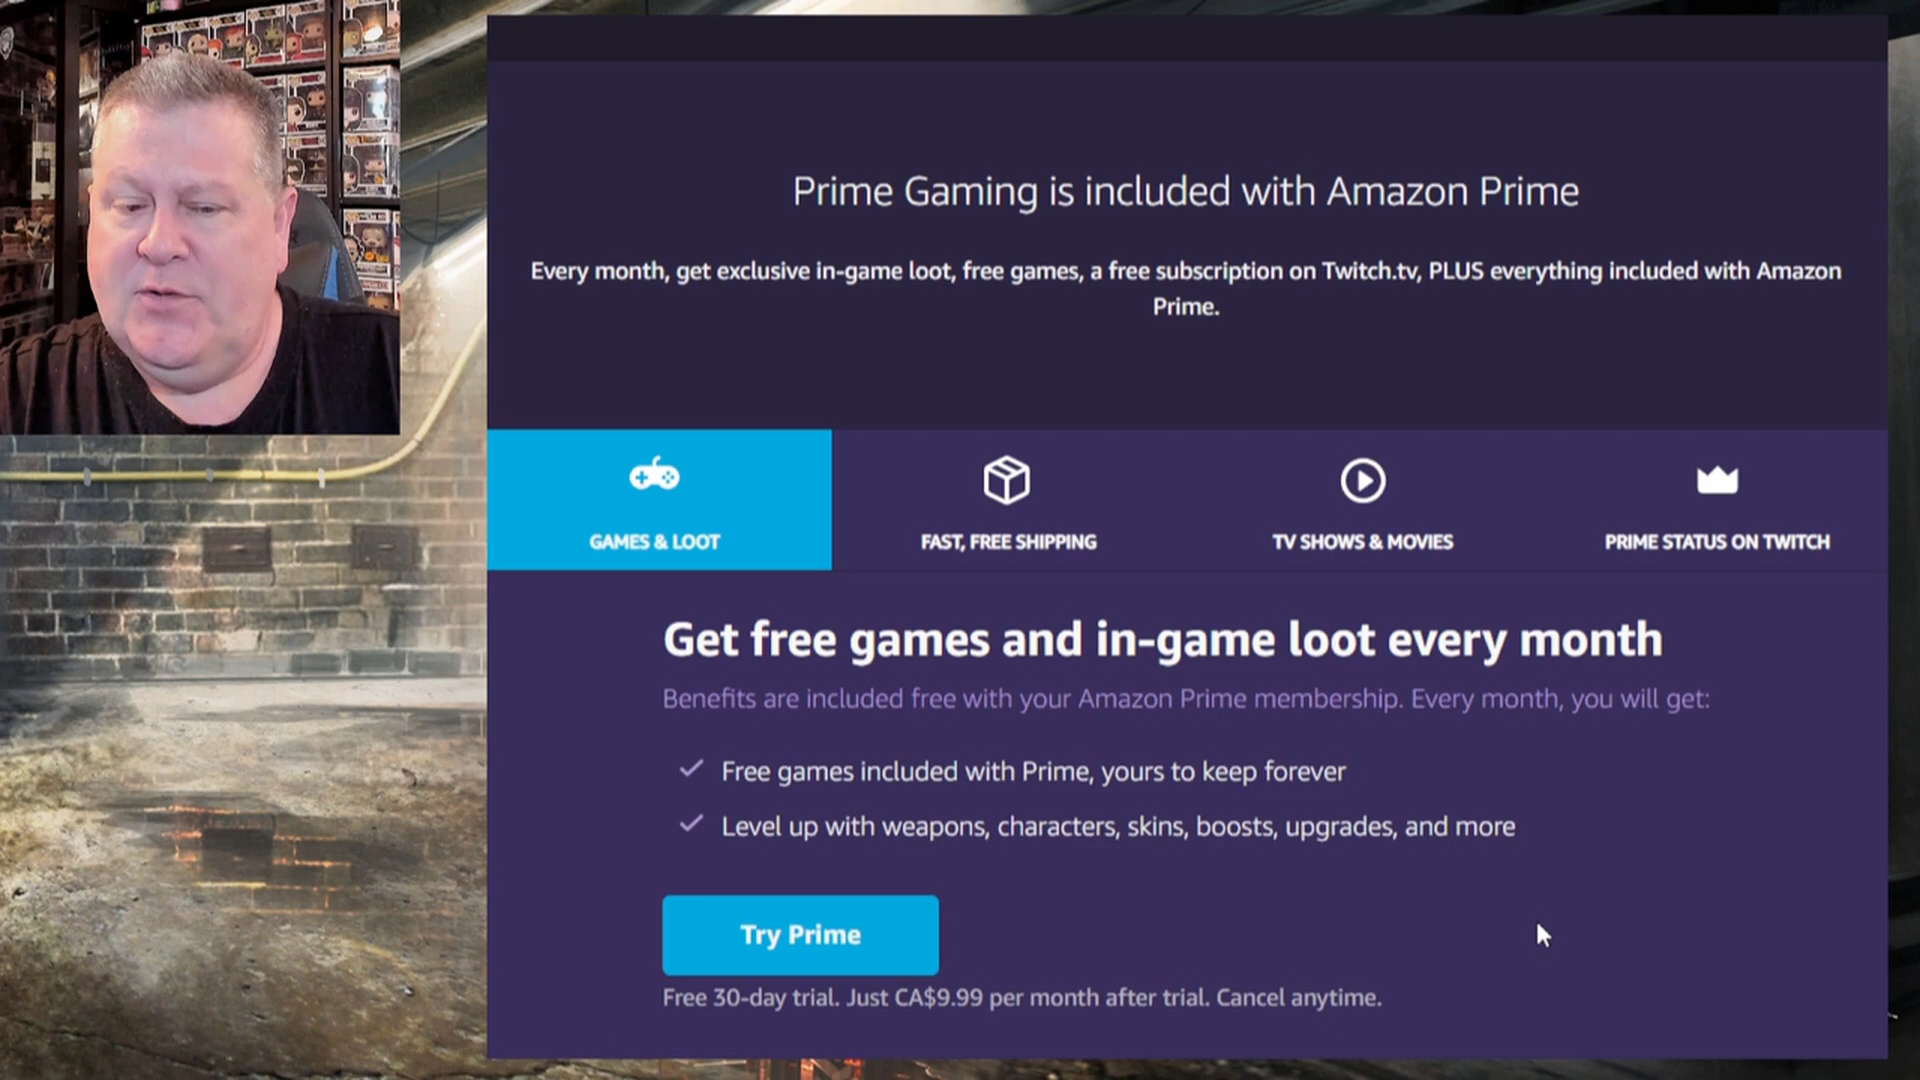 Prime Gaming is included with Amazon Prime
Every month, get exclusive in-game loot, free games, a free subscription on Twitch.tv, PLUS everything included with Amazon
Prime.
GAMES & LOOT
FAST, FREE SHIPPING
TV SHOWS & MOVIES
PRIME STATUS ON TWITCH
Get free games and in-game loot every month
Benefits are included free with your Amazon Prime membership. Every month, you will get:
Free games included with Prime, yours to keep forever
Level up with weapons, characters, skins, boosts, upgrades, and more
Try Prime
Free 30-day trial. Just CA$9.99 per month after trial. Cancel anytime.